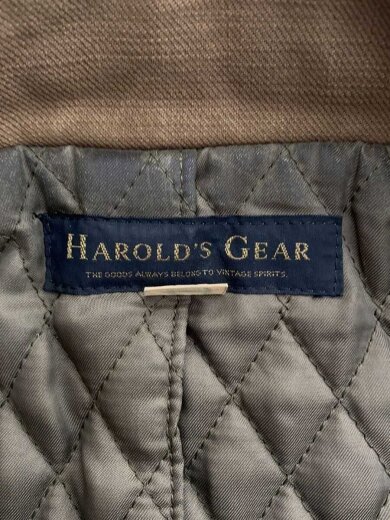 HAROLD'S GEAR
THE GOODS ALWAYS BELONG TO VINTAGE SPIRITS.